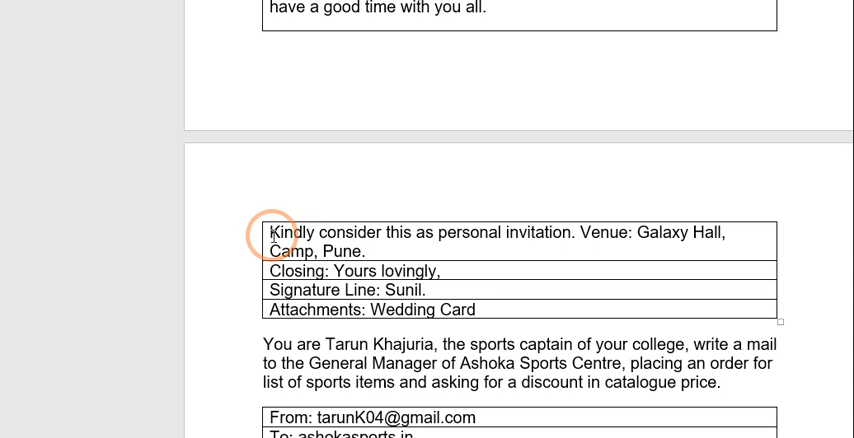 have a good time with you all.
Kindly consider this as personal invitation. Venue: Galaxy Hall,
Camp, Pune.
Closing: Yours lovingly,
Signature Line: Sunil.
Attachments: Wedding Card
You are Tarun Khajuria, the sports captain of your college, write a mail
to the General Manager of Ashoka Sports Centre, placing an order for
list of sports items and asking for a discount in catalogue price.
From: tarunK04@gmail.com
To: ashokasports.in